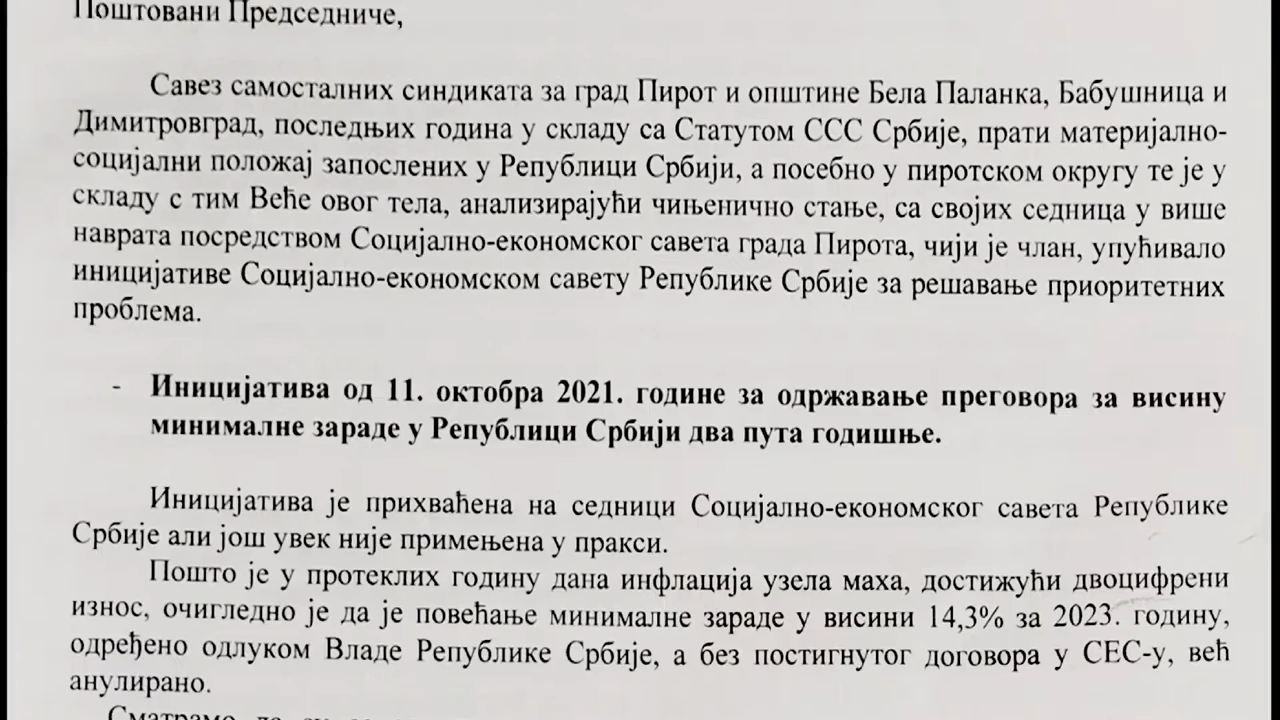 Поштовани Председниче,
Савез самосталних синдиката за град Пирот и општине Бела Паланка, Бабушница и
Димитровград, последњих година у складу са Статутом ССС Србије, прати материјално-
социјални положај запослених у Републици Србији, а посебно у пиротском округу те је у
складу с тим Веће овог тела, анализирајући чињенично стање, са својих седница у више
наврата посредством Социјално-економског савета града Пирота, чији је члан, упућивало
иницијативе Социјално-економском савету Републике Србије за решавање приоритетних
проблема.
- Иницијатива од 11. октобра 2021. године за одржавање преговора за висину
минималне зараде у Републици Србији два пута годишње.
Иницијатива је прихваћена на седници Социјално-економског савета Републике
Србије али још увек није примењена у пракси.
Пошто је у протеклих годину дана инфлација узела маха, достижући двоцифрени
износ, очигледно је да је повећање минималне зараде у висини 14,3% за 2023. годину,
одређено одлуком Владе Републике Србије, а без постигнутог договора у СЕС-у, већ
анулирано.
Сматрамо да